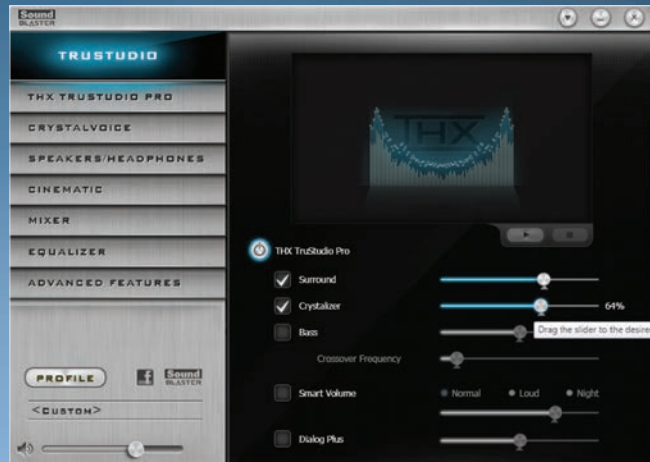 Sound
BLASTER
TRUSTUDIO
THX TRUSTUDIO PRO
CRYSTALVOICE
SPEAKERS/HEADPHONES
CINEMATIC
MIXER
EQUALIZER
ADVANCED FEATURES
PROFILE
f
Sound
BLASTER
<CUSTOM>
THX
THX TruStudio Pro
Surround
Crystalizer 64%
Bass
Drag the slider to the desire
Crossover Frequency
Smart Volume Normal Loud Night
Dialog Plus